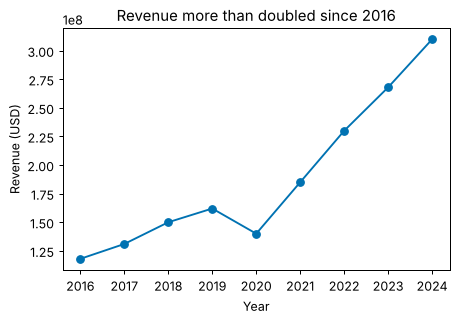 Revenue more than doubled since 2016
1e8
3.00
2.75
2.50
2.25
2.00
1.75
1.50
1.25
Revenue (USD)
2016 2017 2018 2019 2020 2021 2022 2023 2024
Year